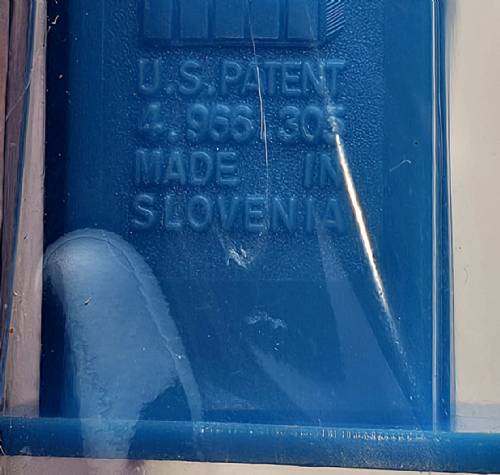 U.S. PATENT
4.966.305
MADE IN
SLOVENIA